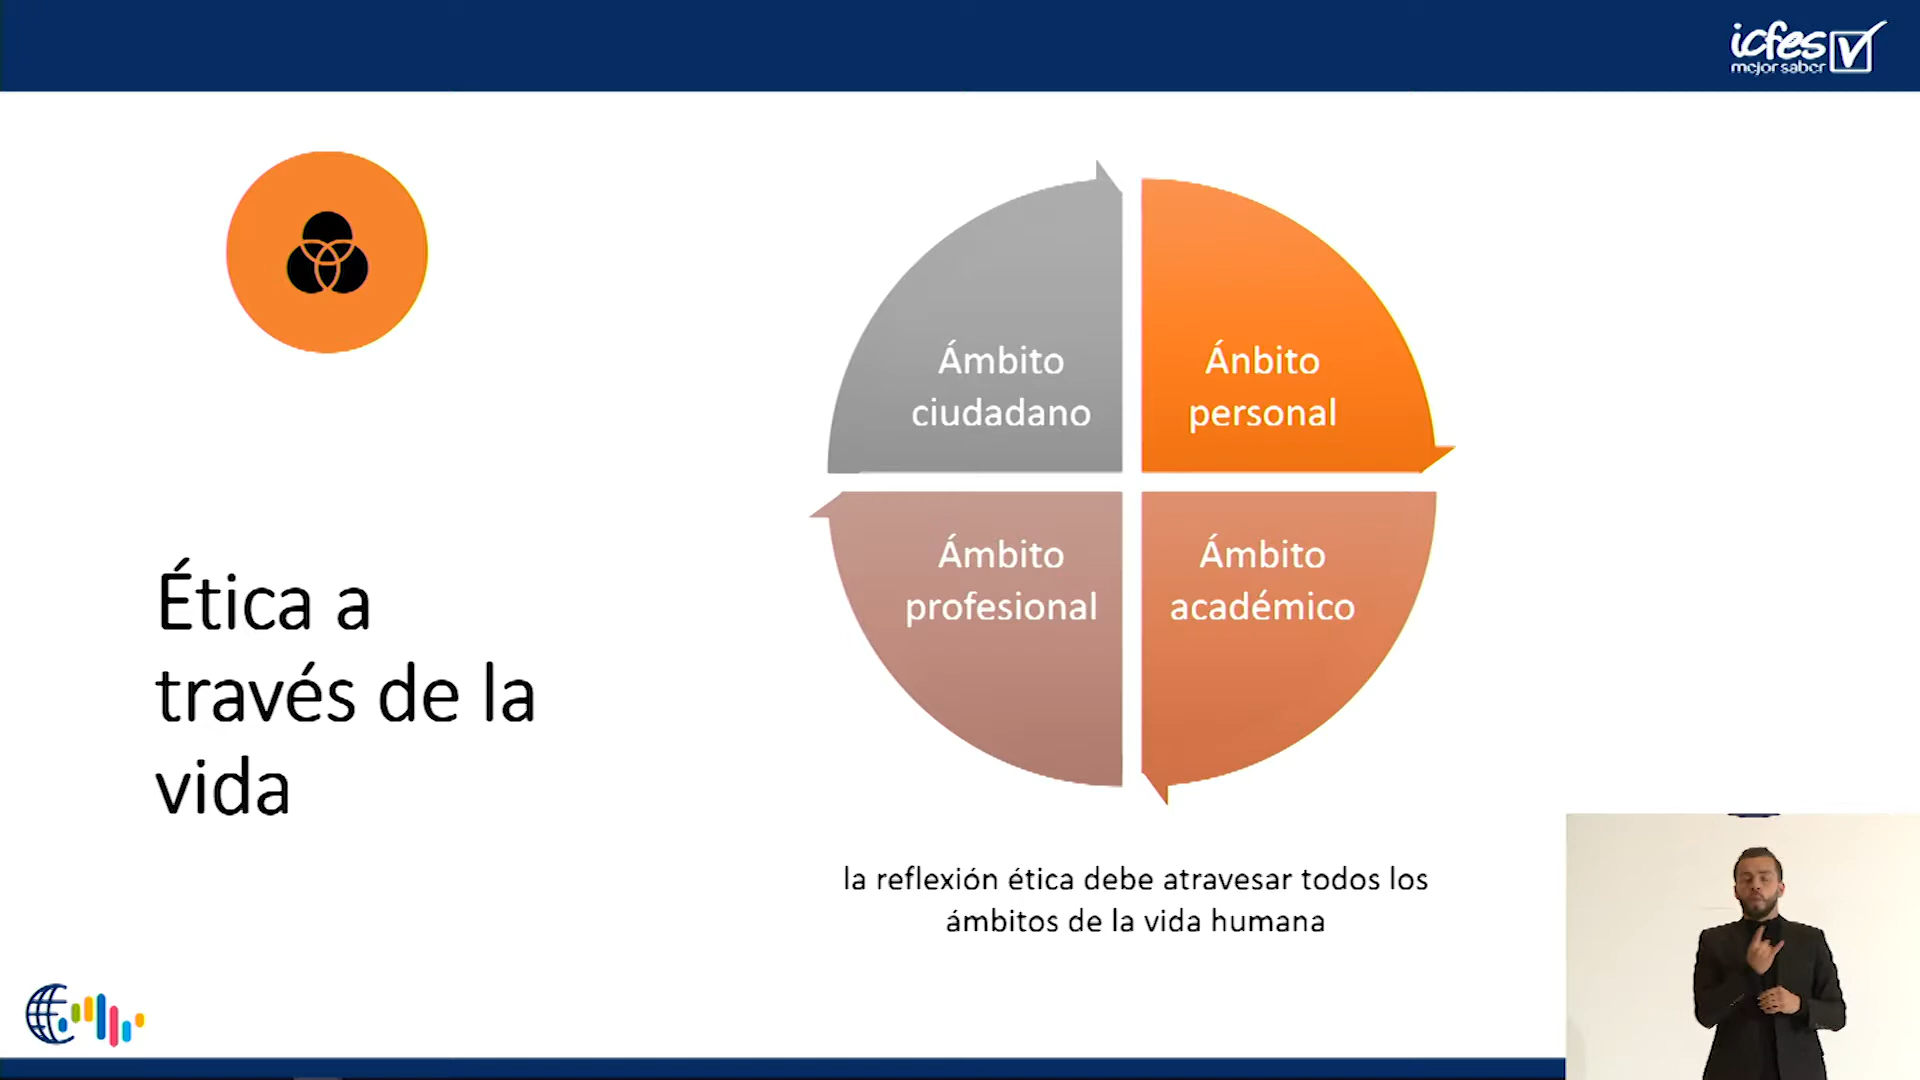 icfes
mejor saber
Ámbito
ciudadano
Ánbito
personal
Ámbito
profesional
Ámbito
académico
Ética a
través de la
vida
la reflexión ética debe atravesar todos los
ámbitos de la vida humana